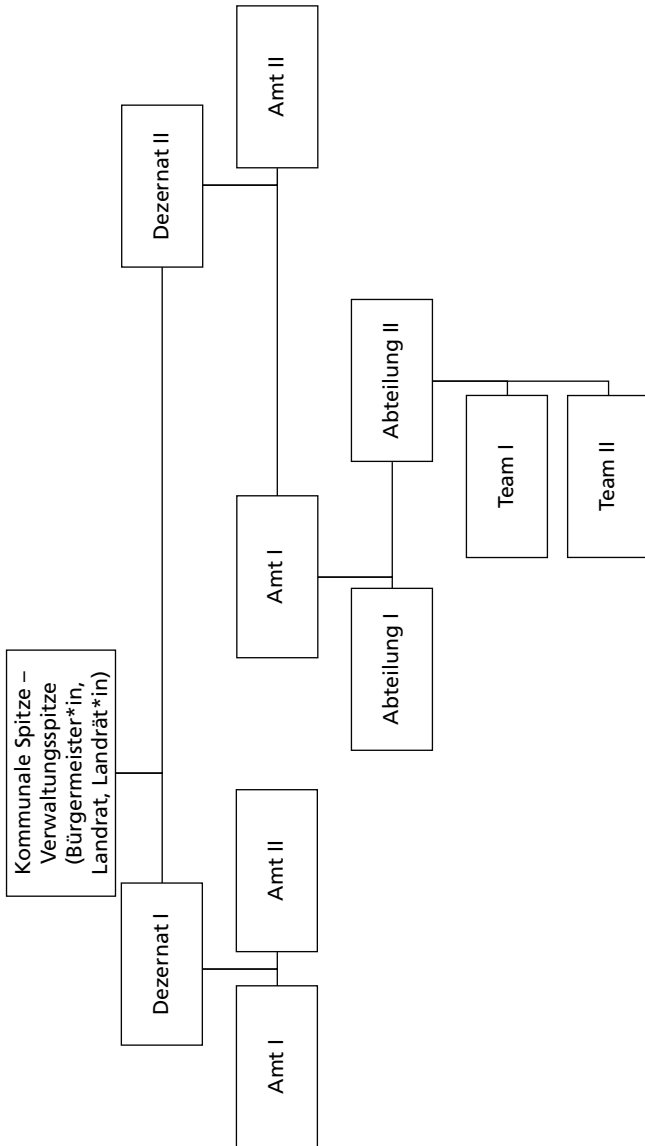 Kommunale Spitze –
Verwaltungsspitze
(Bürgermeister*in,
Landrat, Landrät*in)
Dezernat I
Dezernat II
Amt I
Amt II
Amt I
Amt II
Abteilung I
Abteilung II
Team I
Team II